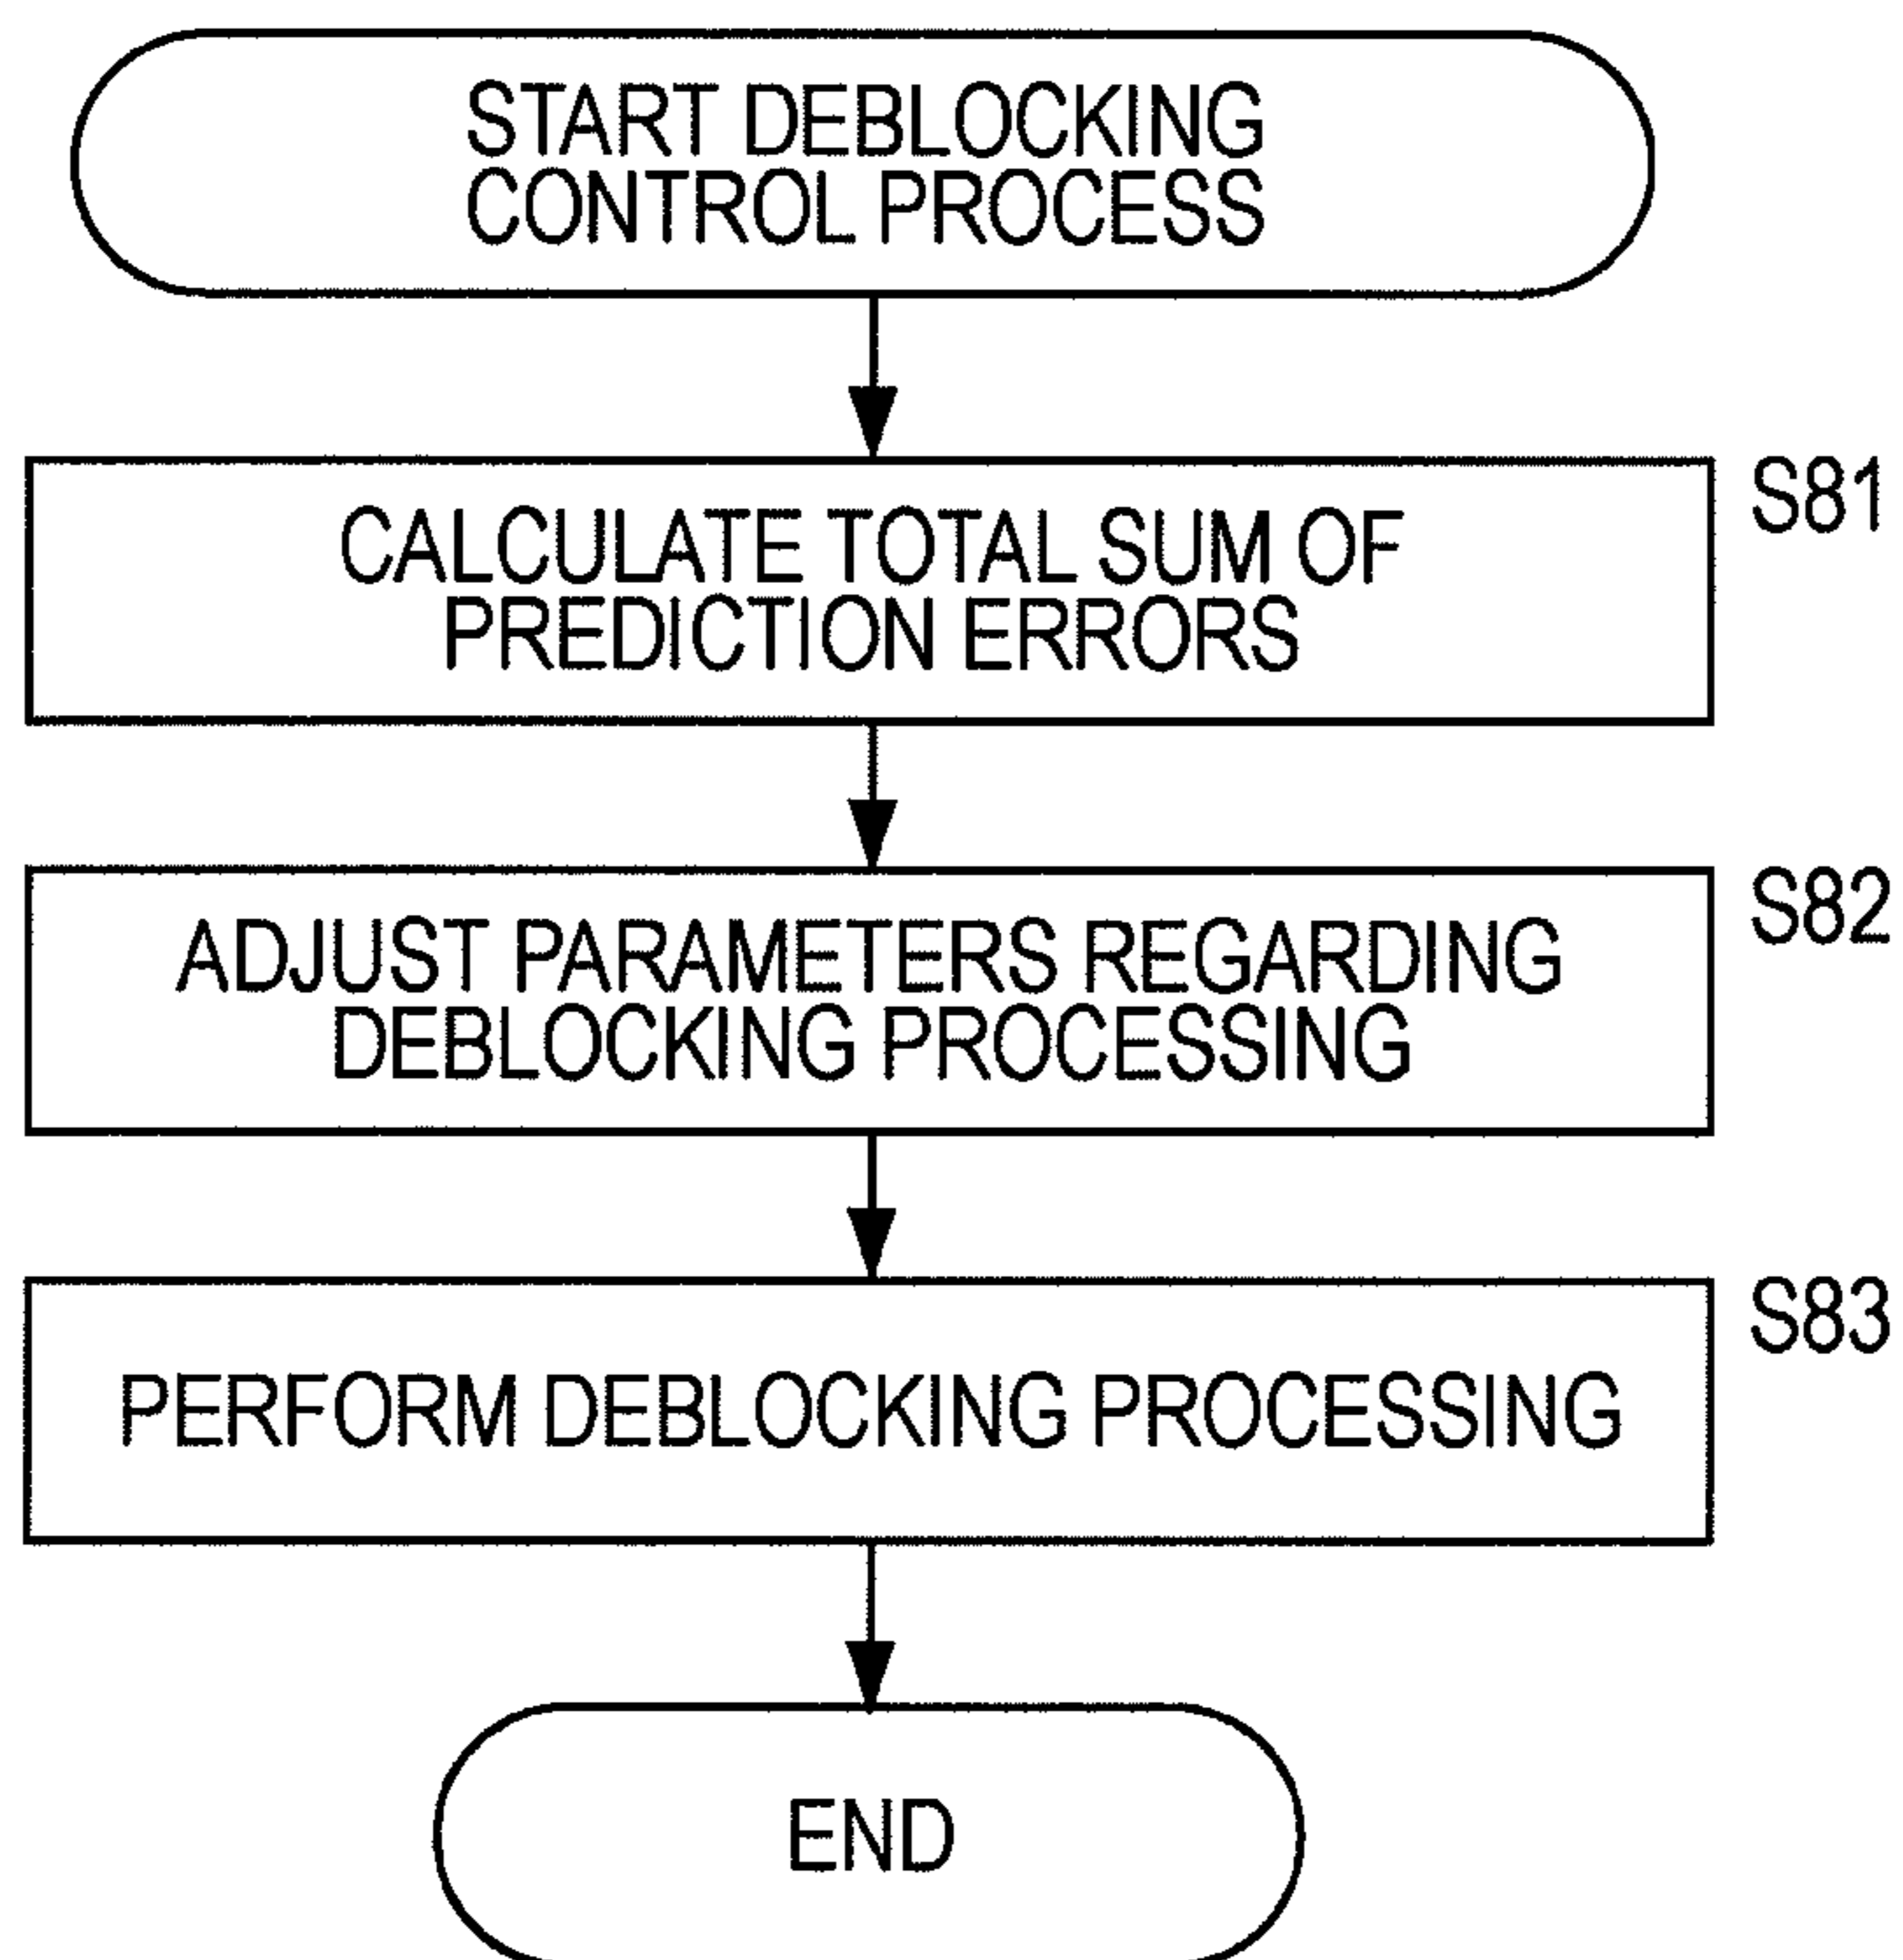 START DEBLOCKING
CONTROL PROCESS
S81
CALCULATE TOTAL SUM OF
PREDICTION ERRORS
S82
ADJUST PARAMETERS REGARDING
DEBLOCKING PROCESSING
S83
PERFORM DEBLOCKING PROCESSING
END